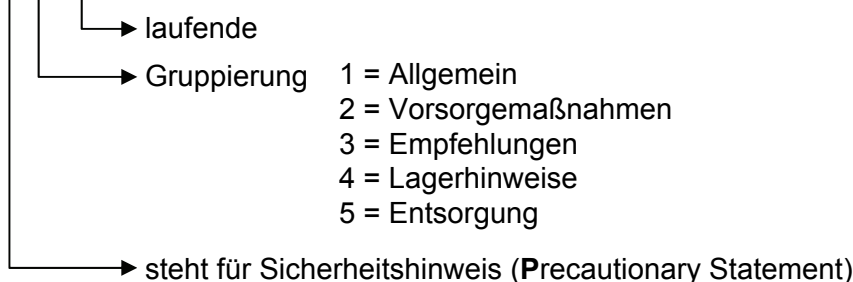 laufende
Gruppierung 1 = Allgemein
2 = Vorsorgemaßnahmen
3 = Empfehlungen
4 = Lagerhinweise
5 = Entsorgung
steht für Sicherheitshinweis (Precautionary Statement)